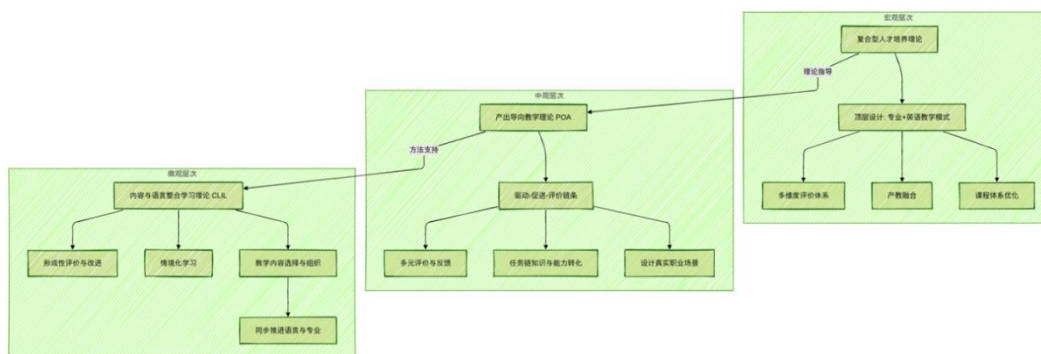 宏观层次
复合型人才培养理论
理论指导
顶层设计: 专业+英语教学模式
多维度评价体系
产教融合
课程体系优化
中观层次
产出导向教学理论 POA
方法支持
驱动-促进-评价链条
多元评价与反馈
任务链知识与能力转化
设计真实职业场景
微观层次
内容与语言整合学习理论 CLIL
形成性评价与改进
情境化学习
教学内容选择与组织
同步推进语言与专业